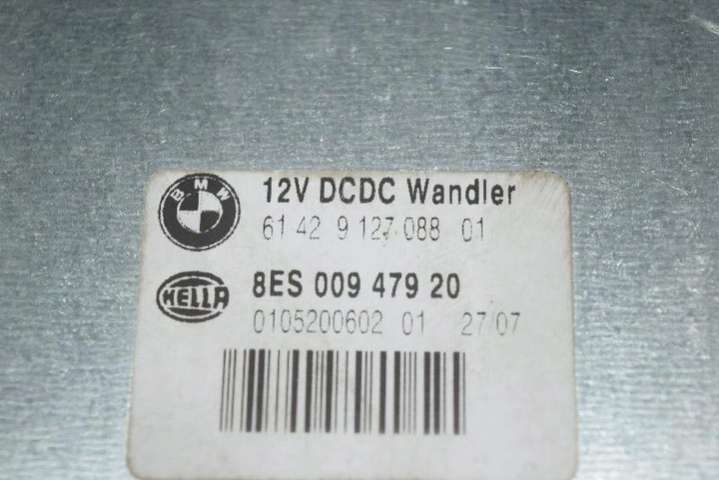 BMW
12V DCDC Wandler
61 42 9 127 088 01
HELLA
8ES 009 479 20
0105200602 01 27/07